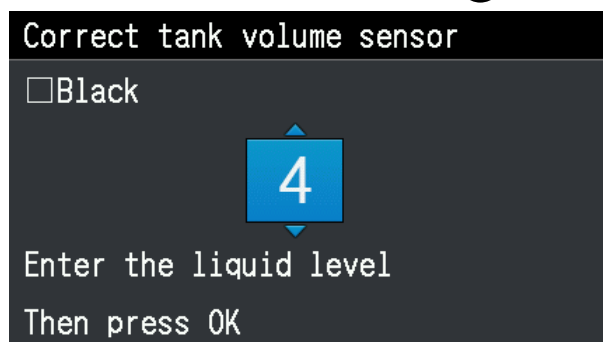 Correct tank volume sensor
□Black
4
Enter the liquid level
Then press OK